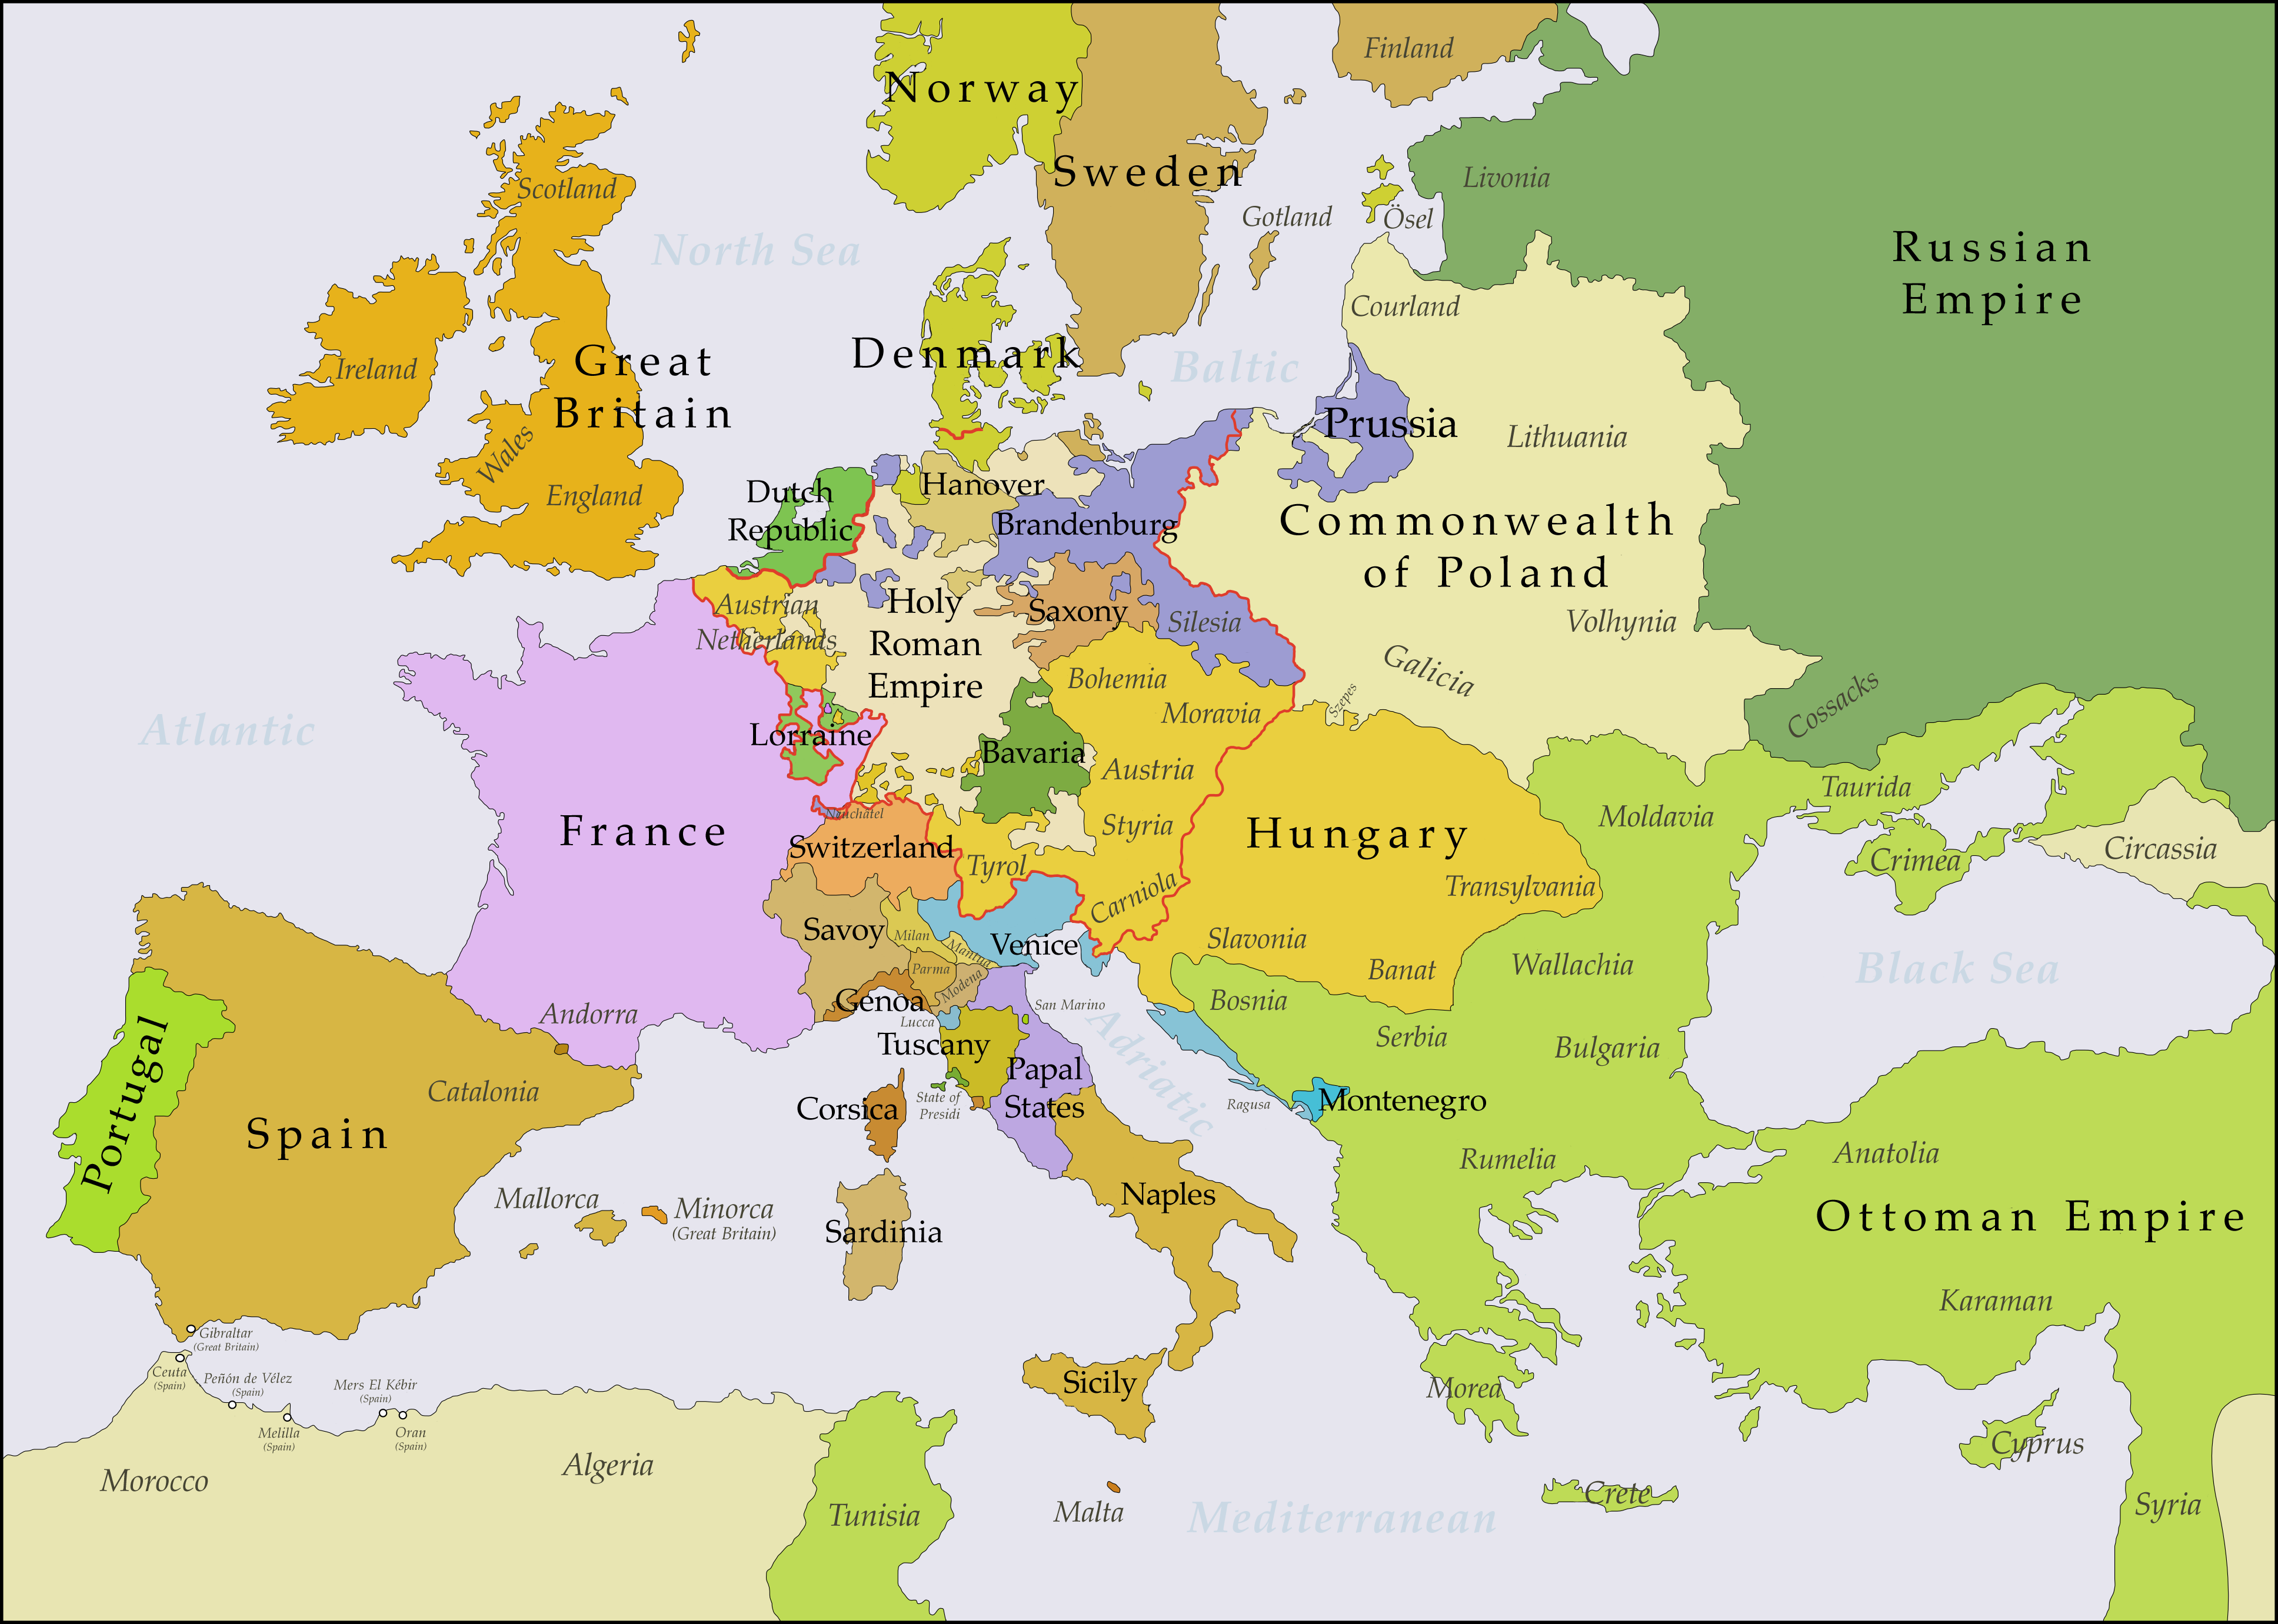 Finland
Norway
Sweden
Scotland
Livonia
Gotland
Ösel
North Sea
Russian
Empire
Courland
Ireland
Great
Britain
Denmark
Baltic
Prussia
Lithuania
Wales
England
Dutch
Republic
Hanover
Brandenburg
Commonwealth
of Poland
Austrian
Netherlands
Holy
Roman
Empire
Saxony
Silesia
Volhynia
Galicia
Bohemia
Szepes
Cossacks
Moravia
Atlantic
Lorraine
Bavaria
Austria
Taurida
Neuchâtel
Moldavia
France
Switzerland
Styria
Hungary
Crimea
Circassia
Tyrol
Transylvania
Carniola
Savoy
Milan
Mantua
Venice
Slavonia
Banat
Wallachia
Black Sea
Parma
Modena
Genoa
San Marino
Bosnia
Andorra
Lucca
Adriatic
Serbia
Bulgaria
Tuscany
Portugal
Catalonia
Papal
States
Corsica
State of
Presidi
Ragusa
Montenegro
Spain
Rumelia
Anatolia
Mallorca
Minorca
(Great Britain)
Naples
Sardinia
Ottoman Empire
Karaman
Gibraltar
(Great Britain)
Ceuta
(Spain)
Peñón de Vélez
(Spain)
Mers El Kébir
(Spain)
Sicily
Morea
Melilla
(Spain)
Oran
(Spain)
Cyprus
Morocco
Algeria
Crete
Tunisia
Malta
Mediterranean
Syria